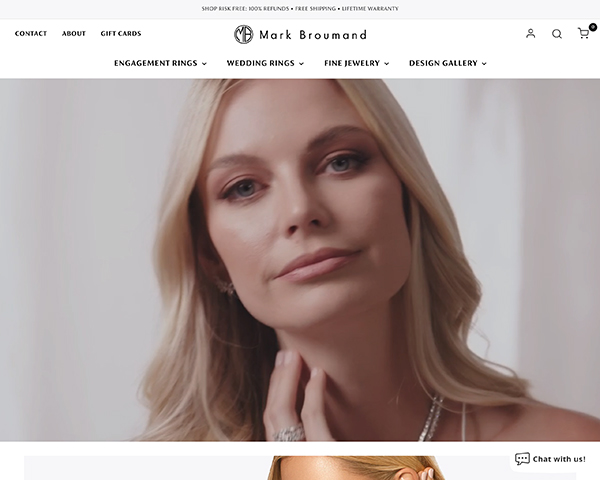 SHOP RISK FREE: 100% REFUNDS • FREE SHIPPING • LIFETIME WARRANTY
CONTACT ABOUT GIFT CARDS
MB Mark Broumand
0
ENGAGEMENT RINGS WEDDING RINGS FINE JEWELRY DESIGN GALLERY
Chat with us!